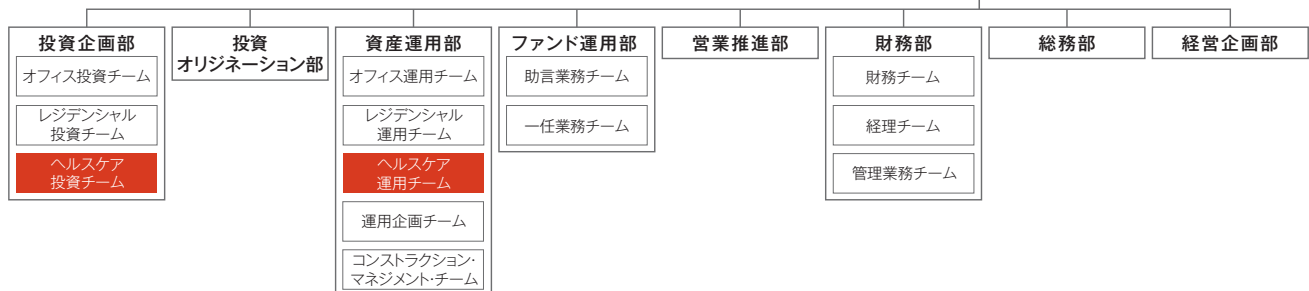 投資企画部
オフィス投資チーム
レジデンシャル
投資チーム
ヘルスケア
投資チーム
投資
オリジネーション部
資産運用部
オフィス運用チーム
レジデンシャル
運用チーム
ヘルスケア
運用チーム
運用企画チーム
コンストラクション・
マネジメント・チーム
ファンド運用部
助言業務チーム
一任業務チーム
営業推進部
財務部
財務チーム
経理チーム
管理業務チーム
総務部
経営企画部